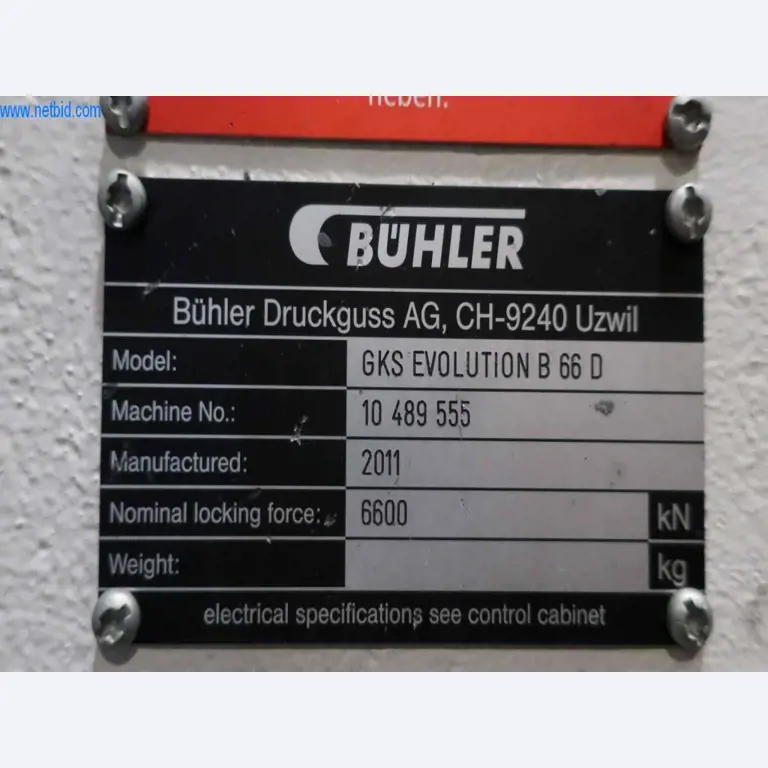 heben.
www.netbid.com
BÜHLER
Bühler Druckguss AG, CH-9240 Uzwil
Model: GKS EVOLUTION B 66 D
Machine No.: 10 489 555
Manufactured: 2011
Nominal locking force: 6600 kN
Weight: kg
electrical specifications see control cabinet